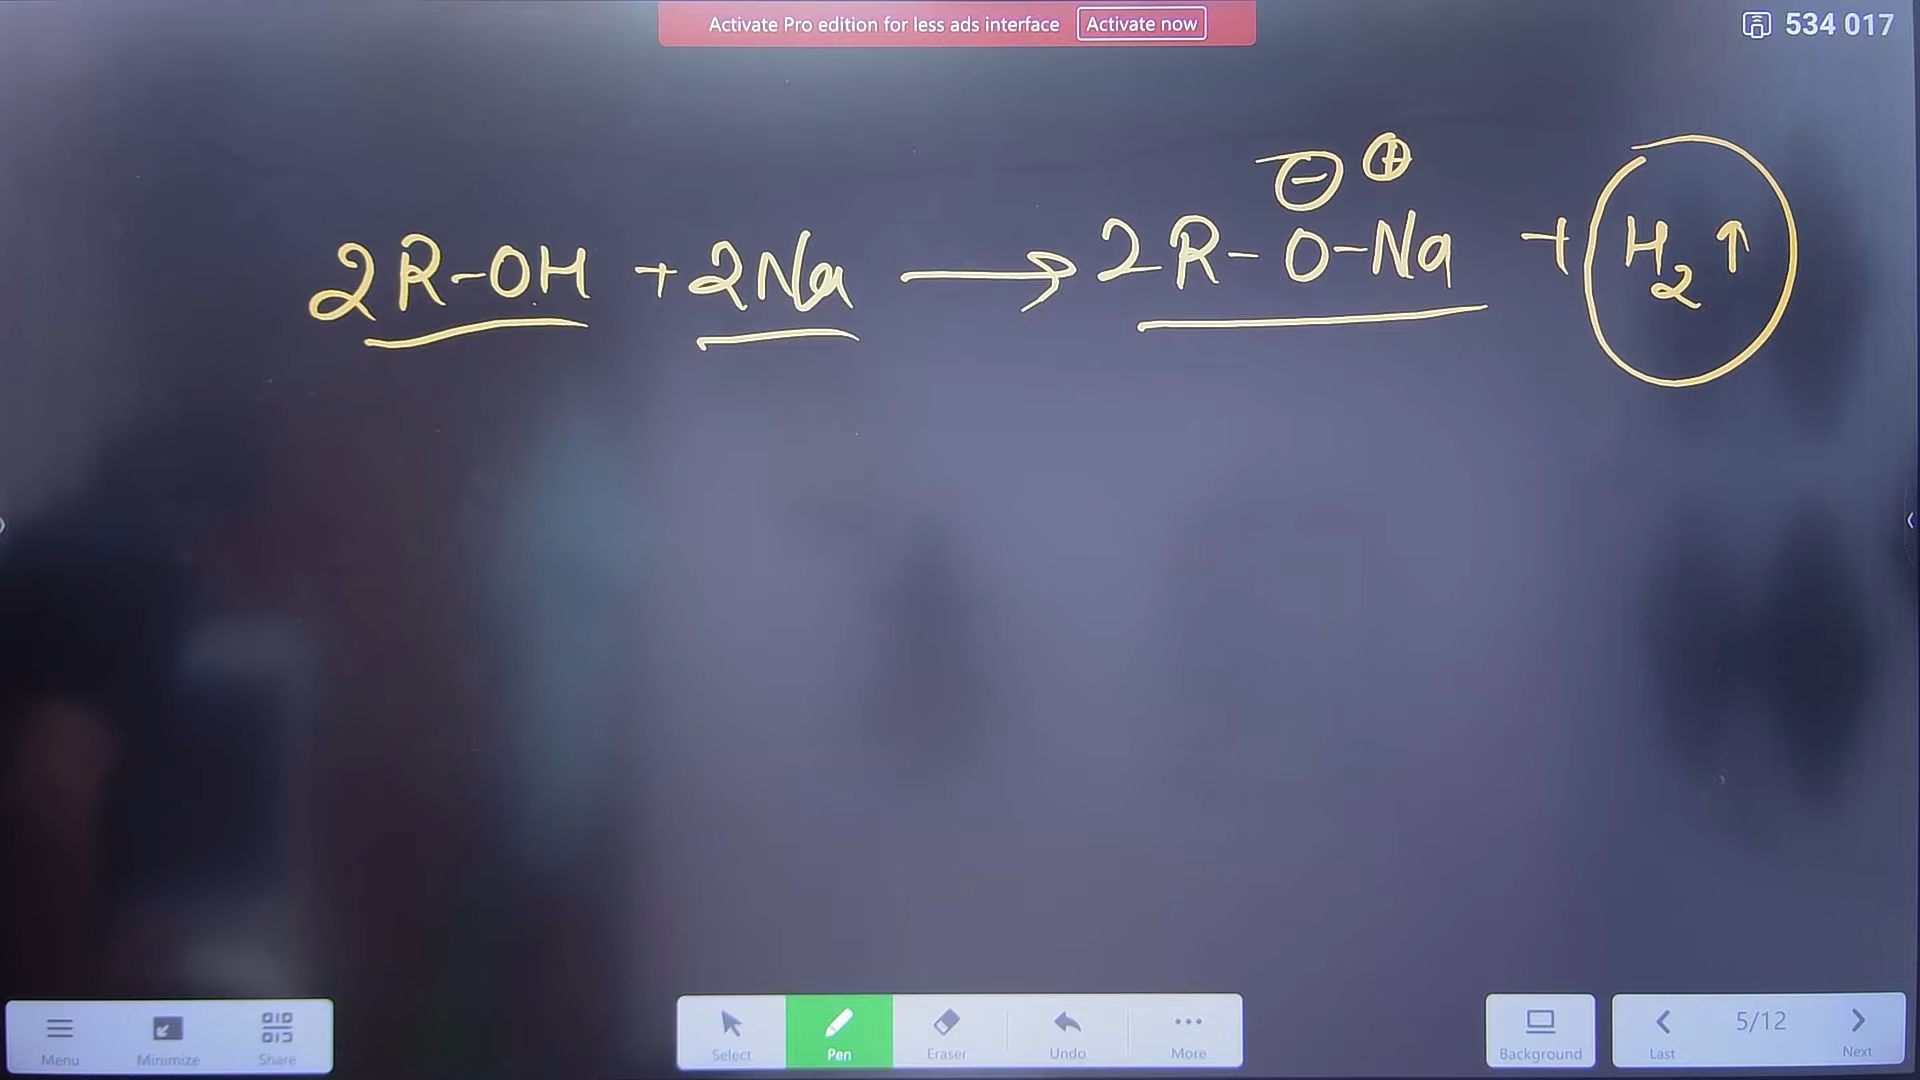 Activate Pro edition for less ads interface Activate now
534 017
⊖ ⊕
2R-OH + 2Na ⟶ 2R-O-Na + H₂↑
Menu Minimize Share Select Pen Eraser Undo More Background Last 5/12 Next